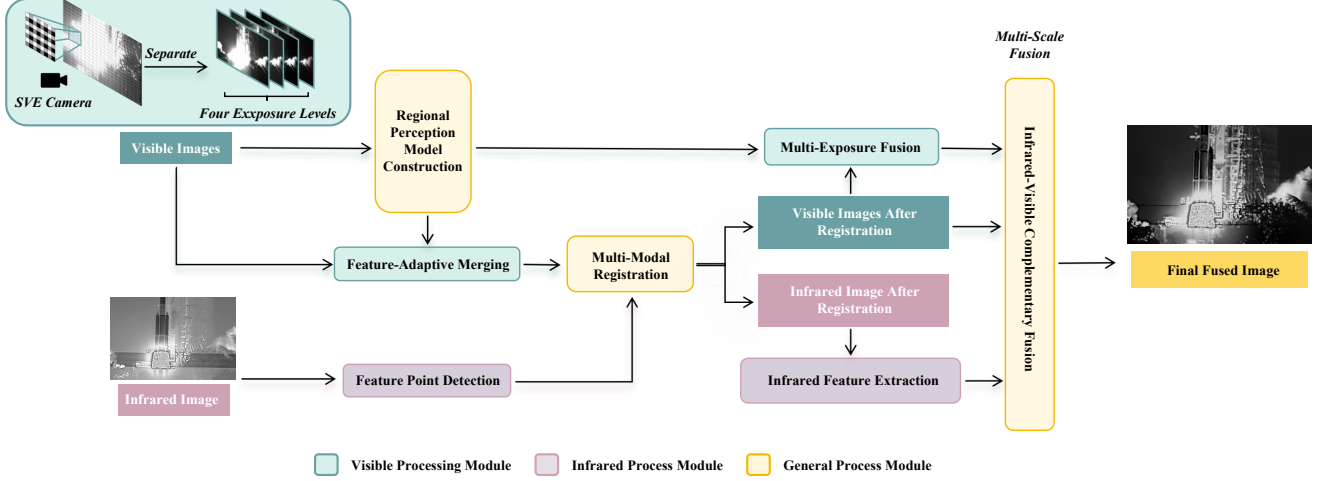 Separate
SVE Camera
Four Exxposure Levels
Multi-Scale
Fusion
Visible Images
Regional
Perception
Model
Construction
Multi-Exposure Fusion
Visible Images After
Registration
Feature-Adaptive Merging
Multi-Modal
Registration
Infrared Image After
Registration
Infrared-Visible Complementary Fusion
Final Fused Image
Feature Point Detection
Infrared Feature Extraction
Infrared Image
Visible Processing Module
Infrared Process Module
General Process Module